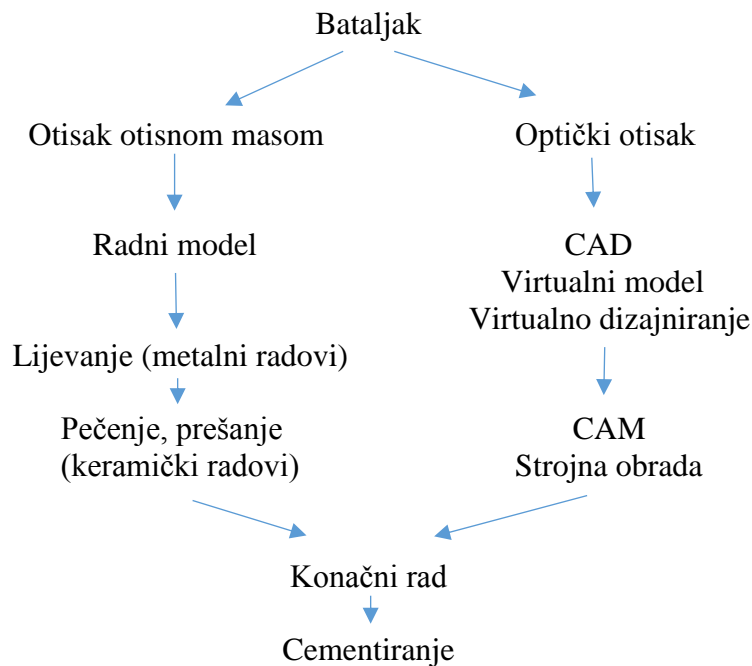 Bataljak
Otisak otisnom masom
Radni model
Lijevanje (metalni radovi)
Pečenje, prešanje
(keramički radovi)
Optički otisak
CAD
Virtualni model
Virtualno dizajniranje
CAM
Strojna obrada
Konačni rad
Cementiranje